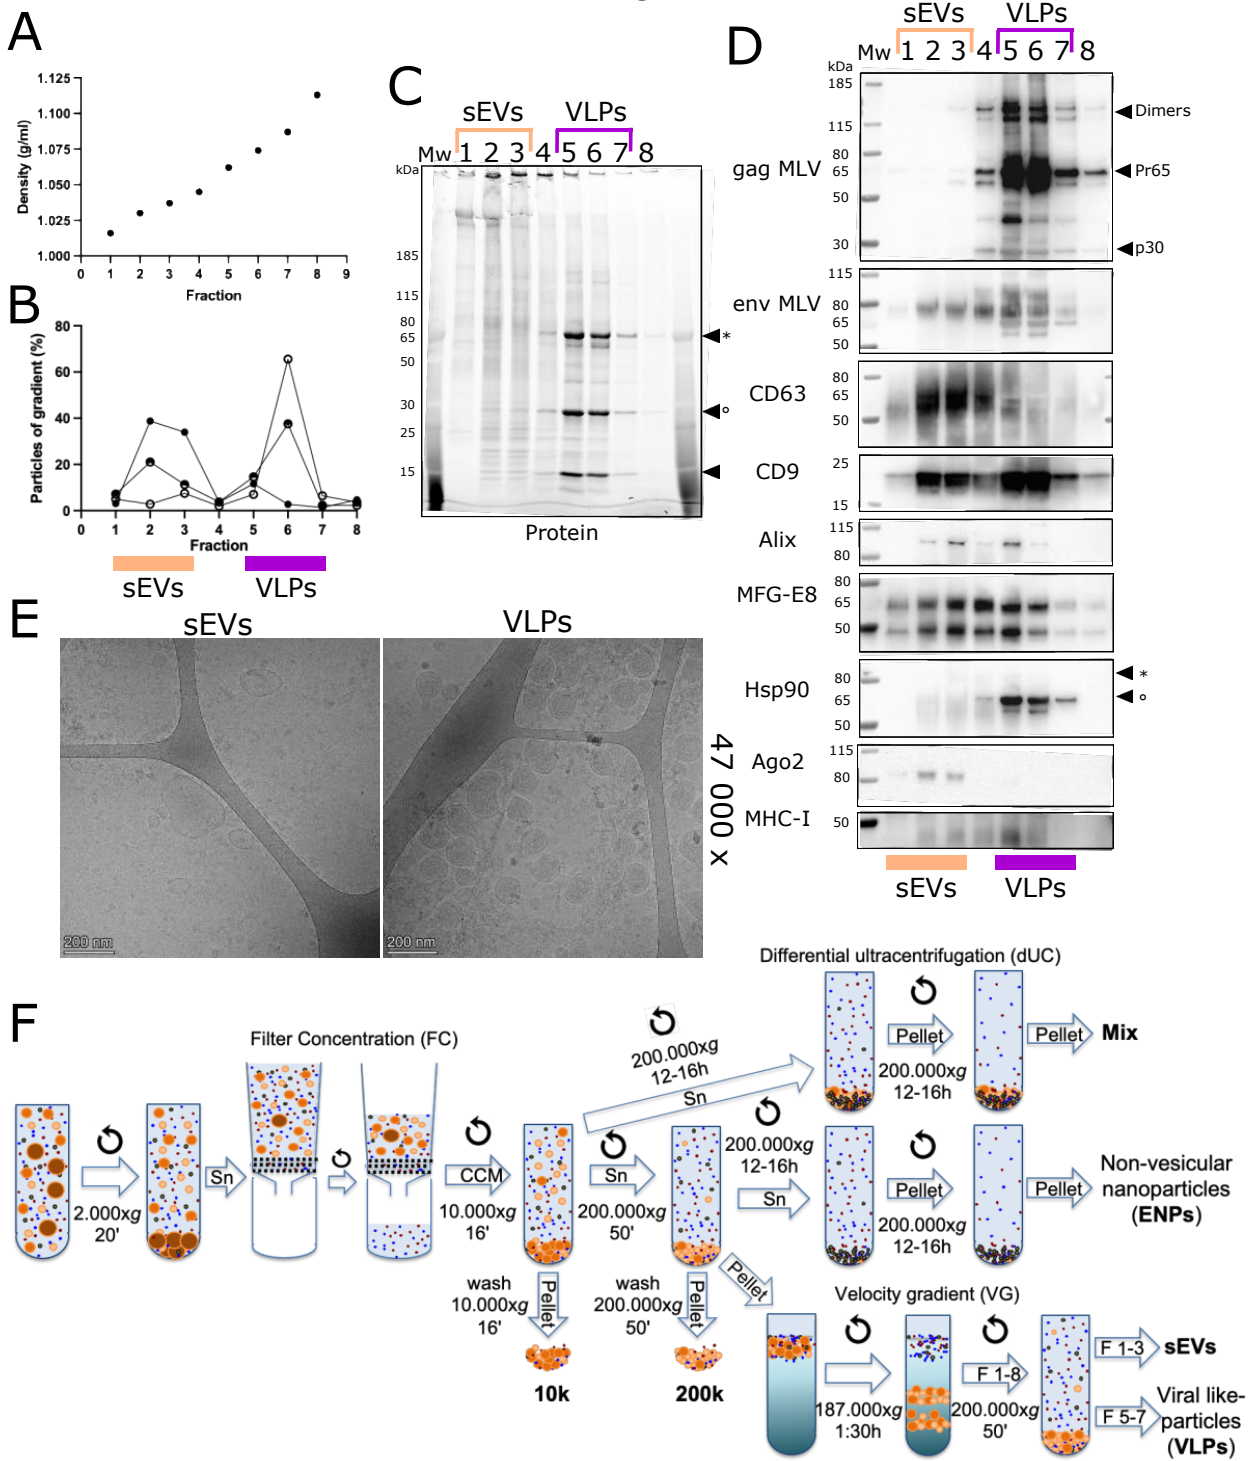 A
1.125
1.100
1.075
1.050
1.025
1.000
Density (g/ml)
0 1 2 3 4 5 6 7 8 9
Fraction
B
80
60
40
20
0
Particles of gradient (%)
0 1 2 3 4 5 6 7 8
Fraction
sEVs VLPs
C
sEVs VLPs
Mw 1 2 3 4 5 6 7 8
kDa
185
115
80
65
50
30
25
15
*
°
Protein
D
sEVs VLPs
Mw 1 2 3 4 5 6 7 8
kDa
gag MLV
185
115
80
65
50
30
Dimers
Pr65
p30
env MLV
115
80
65
50
CD63
80
65
50
CD9
25
15
Alix
115
80
MFG-E8
80
65
50
Hsp90
80
65
50
*
°
Ago2
115
80
MHC-I
50
sEVs VLPs
E
sEVs VLPs
200 nm
200 nm
47 000 x
F
Filter Concentration (FC)
2.000xg
20'
Sn
CCM
10.000xg
16'
wash
10.000xg
16'
Pellet
10k
Sn
200.000xg
50'
wash
200.000xg
50'
Pellet
200k
200.000xg
12-16h
Sn
Differential ultracentrifugation (dUC)
Pellet
200.000xg
12-16h
Pellet
Mix
200.000xg
12-16h
Sn
Pellet
200.000xg
12-16h
Pellet
Non-vesicular
nanoparticles
(ENPs)
Pellet
Velocity gradient (VG)
187.000xg
1:30h
F 1-8
200.000xg
50'
F 1-3
sEVs
F 5-7
Viral like-
particles
(VLPs)